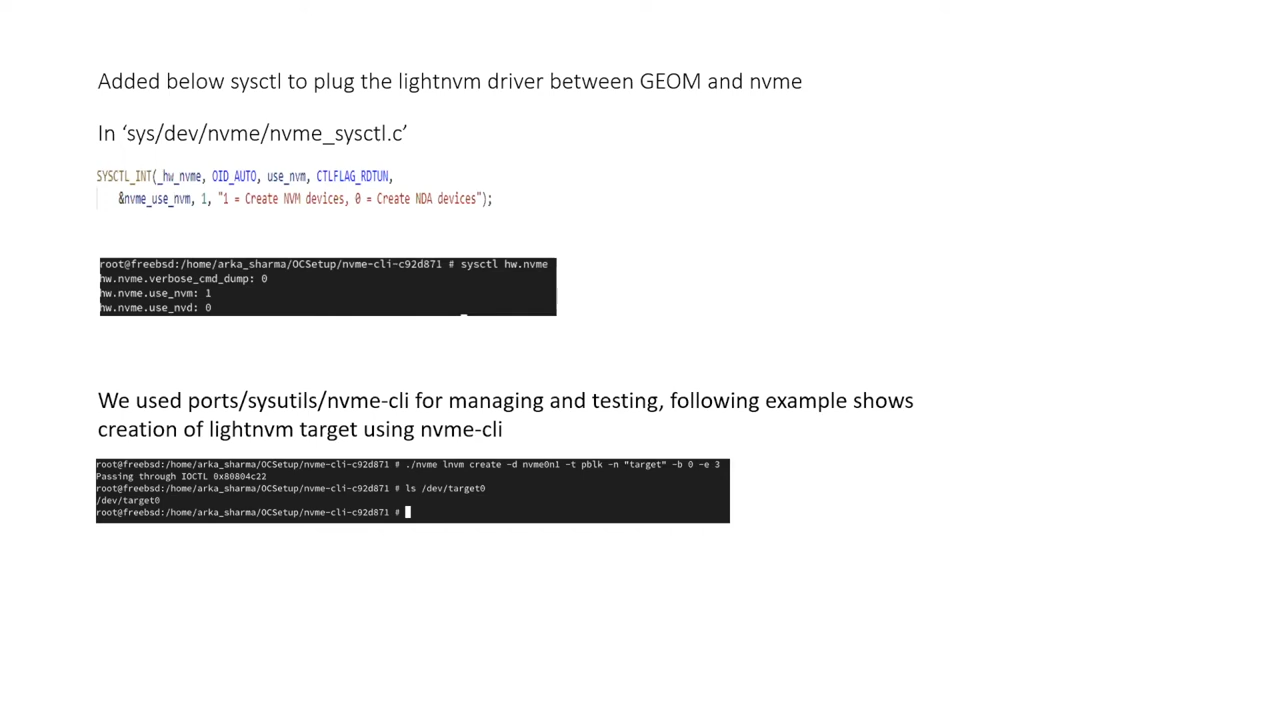 Added below sysctl to plug the lightnvm driver between GEOM and nvme
In ‘sys/dev/nvme/nvme_sysctl.c’
SYSCTL_INT(_hw_nvme, OID_AUTO, use_nvm, CTLFLAG_RDTUN,
&nvme_use_nvm, 1, "1 = Create NVM devices, 0 = Create NDA devices");
root@freebsd:/home/arka_sharma/OCSetup/nvme-cli-c92d871 # sysctl hw.nvme
hw.nvme.verbose_cmd_dump: 0
hw.nvme.use_nvm: 1
hw.nvme.use_nvd: 0
We used ports/sysutils/nvme-cli for managing and testing, following example shows
creation of lightnvm target using nvme-cli
root@freebsd:/home/arka_sharma/OCSetup/nvme-cli-c92d871 # ./nvme lnvm create -d nvme0n1 -t pblk -n "target" -b 0 -e 3
Passing through IOCTL 0x80804c22
root@freebsd:/home/arka_sharma/OCSetup/nvme-cli-c92d871 # ls /dev/target0
/dev/target0
root@freebsd:/home/arka_sharma/OCSetup/nvme-cli-c92d871 #